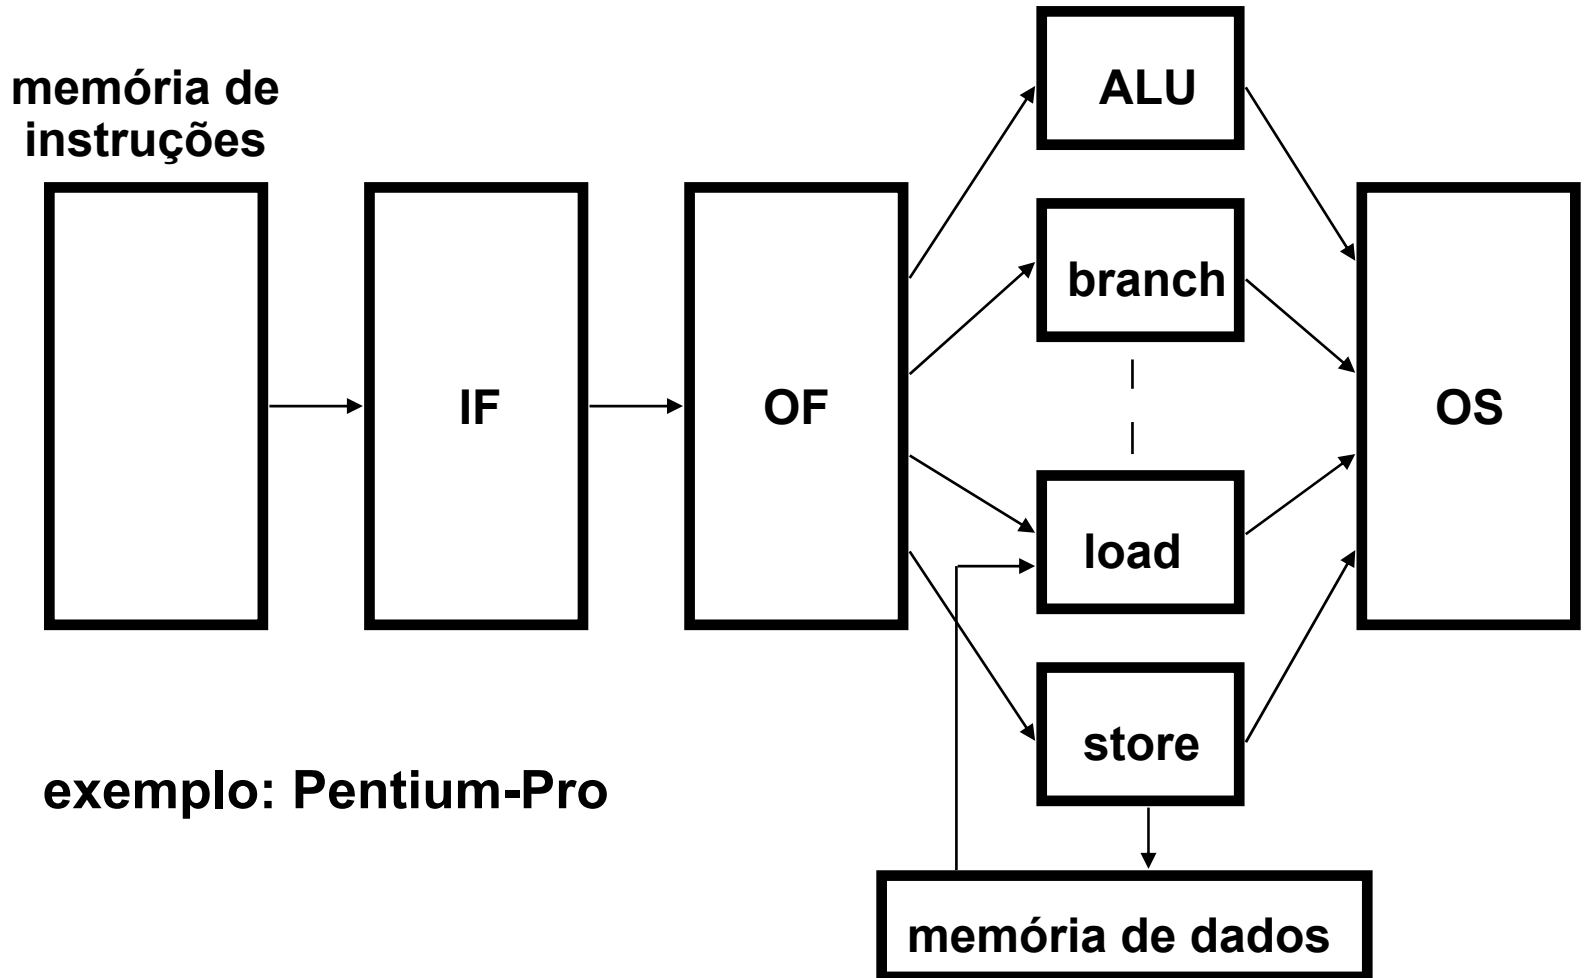 memória de
instruções
IF
OF
ALU
branch
load
store
OS
memória de dados
exemplo: Pentium-Pro